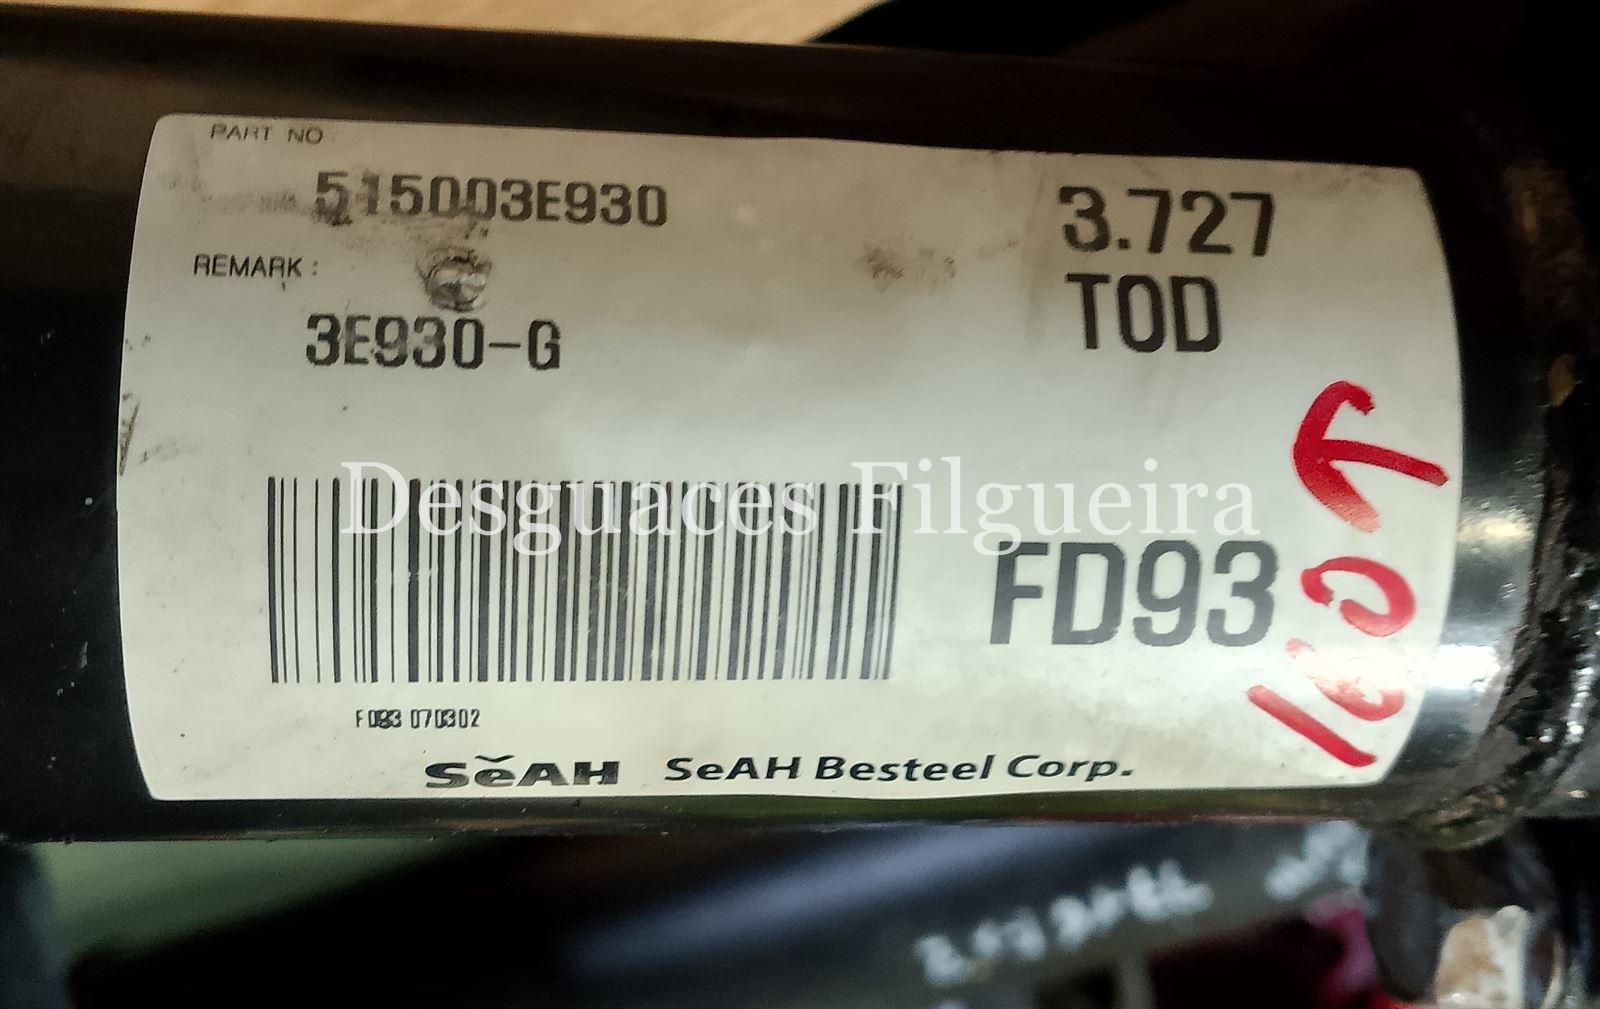 PART NO
515003E930
3.727
REMARK :
TOD
3E930-G
Desguaces Filgueira
FD93
FD93 070302
SeAH SeAH Besteel Corp.